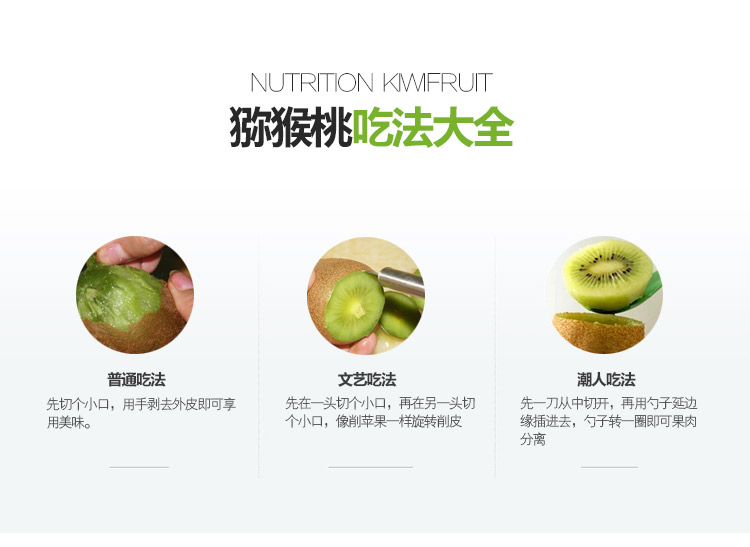 NUTRITION KIWIFRUIT
猕猴桃吃法大全
普通吃法
先切个小口，用手剥去外皮即可享
用美味。
文艺吃法
先在一头切个小口，再在另一头切
个小口，像削苹果一样旋转削皮
潮人吃法
先一刀从中切开，再用勺子延边
缘插进去，勺子转一圈即可果肉
分离